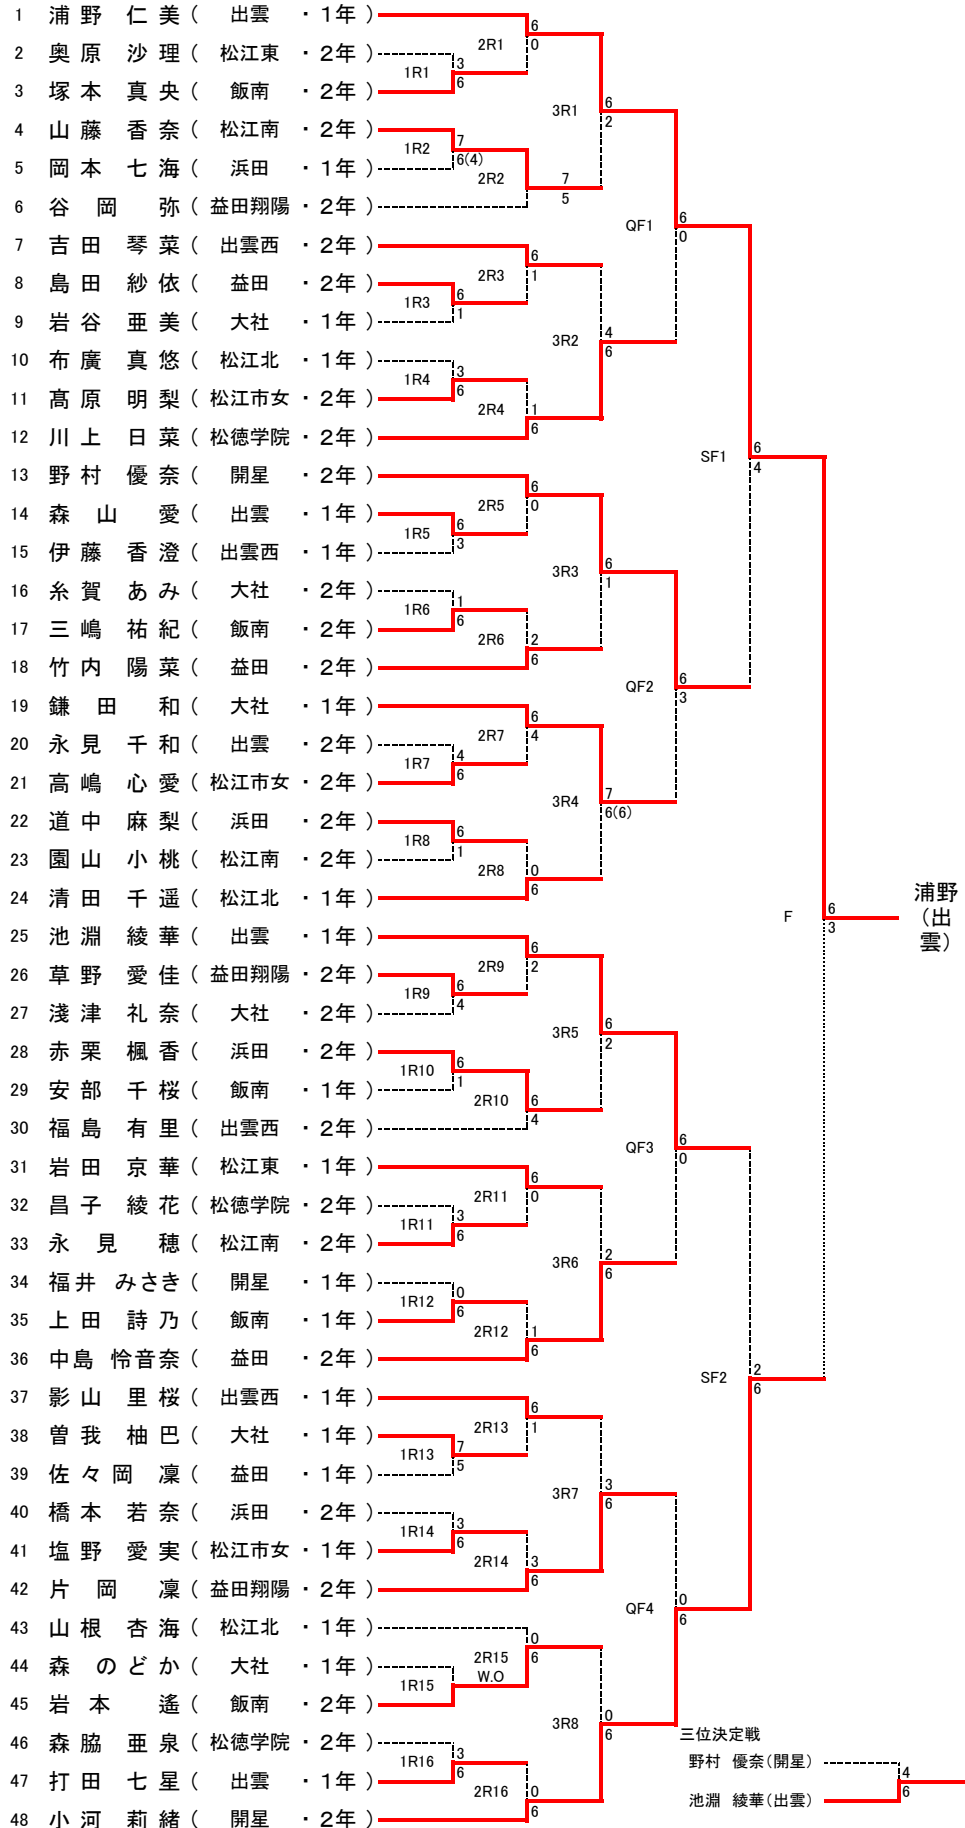 1 浦野 仁美 ( 出雲 ・ 1年 )
2 奥原 沙理 ( 松江東 ・ 2年 )
3 塚本 真央 ( 飯南 ・ 2年 )
4 山藤 香奈 ( 松江南 ・ 2年 )
5 岡本 七海 ( 浜田 ・ 1年 )
6 谷岡 弥 ( 益田翔陽 ・ 2年 )
7 吉田 琴菜 ( 出雲西 ・ 2年 )
8 島田 紗依 ( 益田 ・ 2年 )
9 岩谷 亜美 ( 大社 ・ 1年 )
10 布廣 真悠 ( 松江北 ・ 1年 )
11 髙原 明梨 ( 松江市女 ・ 2年 )
12 川上 日菜 ( 松徳学院 ・ 2年 )
13 野村 優奈 ( 開星 ・ 2年 )
14 森山 愛 ( 出雲 ・ 1年 )
15 伊藤 香澄 ( 出雲西 ・ 1年 )
16 糸賀 あみ ( 大社 ・ 2年 )
17 三嶋 祐紀 ( 飯南 ・ 2年 )
18 竹内 陽菜 ( 益田 ・ 2年 )
19 鎌田 和 ( 大社 ・ 1年 )
20 永見 千和 ( 出雲 ・ 2年 )
21 高嶋 心愛 ( 松江市女 ・ 2年 )
22 道中 麻梨 ( 浜田 ・ 2年 )
23 園山 小桃 ( 松江南 ・ 2年 )
24 清田 千遥 ( 松江北 ・ 1年 )
25 池淵 綾華 ( 出雲 ・ 1年 )
26 草野 愛佳 ( 益田翔陽 ・ 2年 )
27 淺津 礼奈 ( 大社 ・ 2年 )
28 赤栗 楓香 ( 浜田 ・ 2年 )
29 安部 千桜 ( 飯南 ・ 1年 )
30 福島 有里 ( 出雲西 ・ 2年 )
31 岩田 京華 ( 松江東 ・ 1年 )
32 昌子 綾花 ( 松徳学院 ・ 2年 )
33 永見 穂 ( 松江南 ・ 2年 )
34 福井 みさき ( 開星 ・ 1年 )
35 上田 詩乃 ( 飯南 ・ 1年 )
36 中島 怜音奈 ( 益田 ・ 2年 )
37 影山 里桜 ( 出雲西 ・ 1年 )
38 曽我 柚巴 ( 大社 ・ 1年 )
39 佐々岡 凜 ( 益田 ・ 1年 )
40 橋本 若奈 ( 浜田 ・ 2年 )
41 塩野 愛実 ( 松江市女 ・ 1年 )
42 片岡 凜 ( 益田翔陽 ・ 2年 )
43 山根 杏海 ( 松江北 ・ 1年 )
44 森 のどか ( 大社 ・ 1年 )
45 岩本 遙 ( 飯南 ・ 2年 )
46 森脇 亜泉 ( 松徳学院 ・ 2年 )
47 打田 七星 ( 出雲 ・ 1年 )
48 小河 莉緒 ( 開星 ・ 2年 )
1R1 3 6
1R2 7 6(4)
1R3 6 1
1R4 3 6
1R5 6 3
1R6 1 6
1R7 4 6
1R8 6 1
1R9 6 4
1R10 6 1
1R11 3 6
1R12 0 6
1R13 7 5
1R14 3 6
1R15
1R16 3 6
2R1 6 0
2R2 7 5
2R3 6 1
2R4 1 6
2R5 6 0
2R6 2 6
2R7 6 4
2R8 0 6
2R9 6 2
2R10 6 4
2R11 6 0
2R12 1 6
2R13 6 1
2R14 3 6
2R15 0 6
W.O
2R16 0 6
3R1 6 2
3R2 4 6
3R3 6 1
3R4 7 6(6)
3R5 6 2
3R6 2 6
3R7 3 6
3R8 0 6
QF1 6 0
QF2 6 3
QF3 6 0
QF4 0 6
SF1 6 4
SF2 2 6
F 6 3
浦野
（出
雲）
三位決定戦
野村 優奈(開星) 4
池淵 綾華(出雲) 6